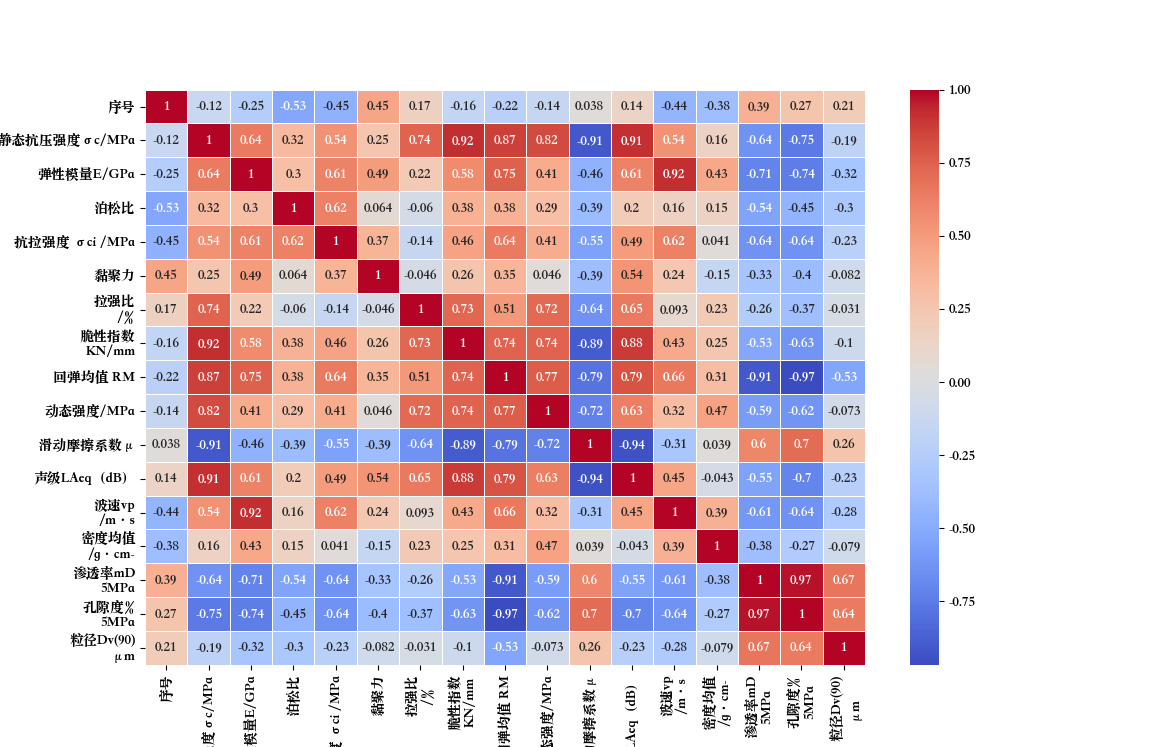 序号 1 -0.12 -0.25 -0.53 -0.45 0.45 0.17 -0.16 -0.22 -0.14 0.038 0.14 -0.44 -0.38 0.39 0.27 0.21
静态抗压强度 σc/MPa -0.12 1 0.64 0.32 0.54 0.25 0.74 0.92 0.87 0.82 -0.91 0.91 0.54 0.16 -0.64 -0.75 -0.19
弹性模量E/GPa -0.25 0.64 1 0.3 0.61 0.49 0.22 0.58 0.75 0.41 -0.46 0.61 0.92 0.43 -0.71 -0.74 -0.32
泊松比 -0.53 0.32 0.3 1 0.62 0.064 -0.06 0.38 0.38 0.29 -0.39 0.2 0.16 0.15 -0.54 -0.45 -0.3
抗拉强度 σci /MPa -0.45 0.54 0.61 0.62 1 0.37 -0.14 0.46 0.64 0.41 -0.55 0.49 0.62 0.041 -0.64 -0.64 -0.23
黏聚力 0.45 0.25 0.49 0.064 0.37 1 -0.046 0.26 0.35 0.046 -0.39 0.54 0.24 -0.15 -0.33 -0.4 -0.082
拉强比
/% 0.17 0.74 0.22 -0.06 -0.14 -0.046 1 0.73 0.51 0.72 -0.64 0.65 0.093 0.23 -0.26 -0.37 -0.031
脆性指数
KN/mm -0.16 0.92 0.58 0.38 0.46 0.26 0.73 1 0.74 0.74 -0.89 0.88 0.43 0.25 -0.53 -0.63 -0.1
回弹均值 RM -0.22 0.87 0.75 0.38 0.64 0.35 0.51 0.74 1 0.77 -0.79 0.79 0.66 0.31 -0.91 -0.97 -0.53
动态强度/MPa -0.14 0.82 0.41 0.29 0.41 0.046 0.72 0.74 0.77 1 -0.72 0.63 0.32 0.47 -0.59 -0.62 -0.073
滑动摩擦系数 μ 0.038 -0.91 -0.46 -0.39 -0.55 -0.39 -0.64 -0.89 -0.79 -0.72 1 -0.94 -0.31 0.039 0.6 0.7 0.26
声级LAcq（dB） 0.14 0.91 0.61 0.2 0.49 0.54 0.65 0.88 0.79 0.63 -0.94 1 0.45 -0.043 -0.55 -0.7 -0.23
波速vp
/m·s -0.44 0.54 0.92 0.16 0.62 0.24 0.093 0.43 0.66 0.32 -0.31 0.45 1 0.39 -0.61 -0.64 -0.28
密度均值
/g·cm- -0.38 0.16 0.43 0.15 0.041 -0.15 0.23 0.25 0.31 0.47 0.039 -0.043 0.39 1 -0.38 -0.27 -0.079
渗透率mD
5MPa 0.39 -0.64 -0.71 -0.54 -0.64 -0.33 -0.26 -0.53 -0.91 -0.59 0.6 -0.55 -0.61 -0.38 1 0.97 0.67
孔隙度%
5MPa 0.27 -0.75 -0.74 -0.45 -0.64 -0.4 -0.37 -0.63 -0.97 -0.62 0.7 -0.7 -0.64 -0.27 0.97 1 0.64
粒径Dv(90)
μm 0.21 -0.19 -0.32 -0.3 -0.23 -0.082 -0.031 -0.1 -0.53 -0.073 0.26 -0.23 -0.28 -0.079 0.67 0.64 1
序号
度 σc/MPa
模量E/GPa
泊松比
σci /MPa
黏聚力
拉强比
/%
脆性指数
KN/mm
弹均值 RM
强度/MPa
摩擦系数 μ
Acq（dB）
波速vp
/m·s
密度均值
/g·cm-
渗透率mD
5MPa
孔隙度%
5MPa
粒径Dv(90)
μm
1.00
0.75
0.50
0.25
0.00
-0.25
-0.50
-0.75